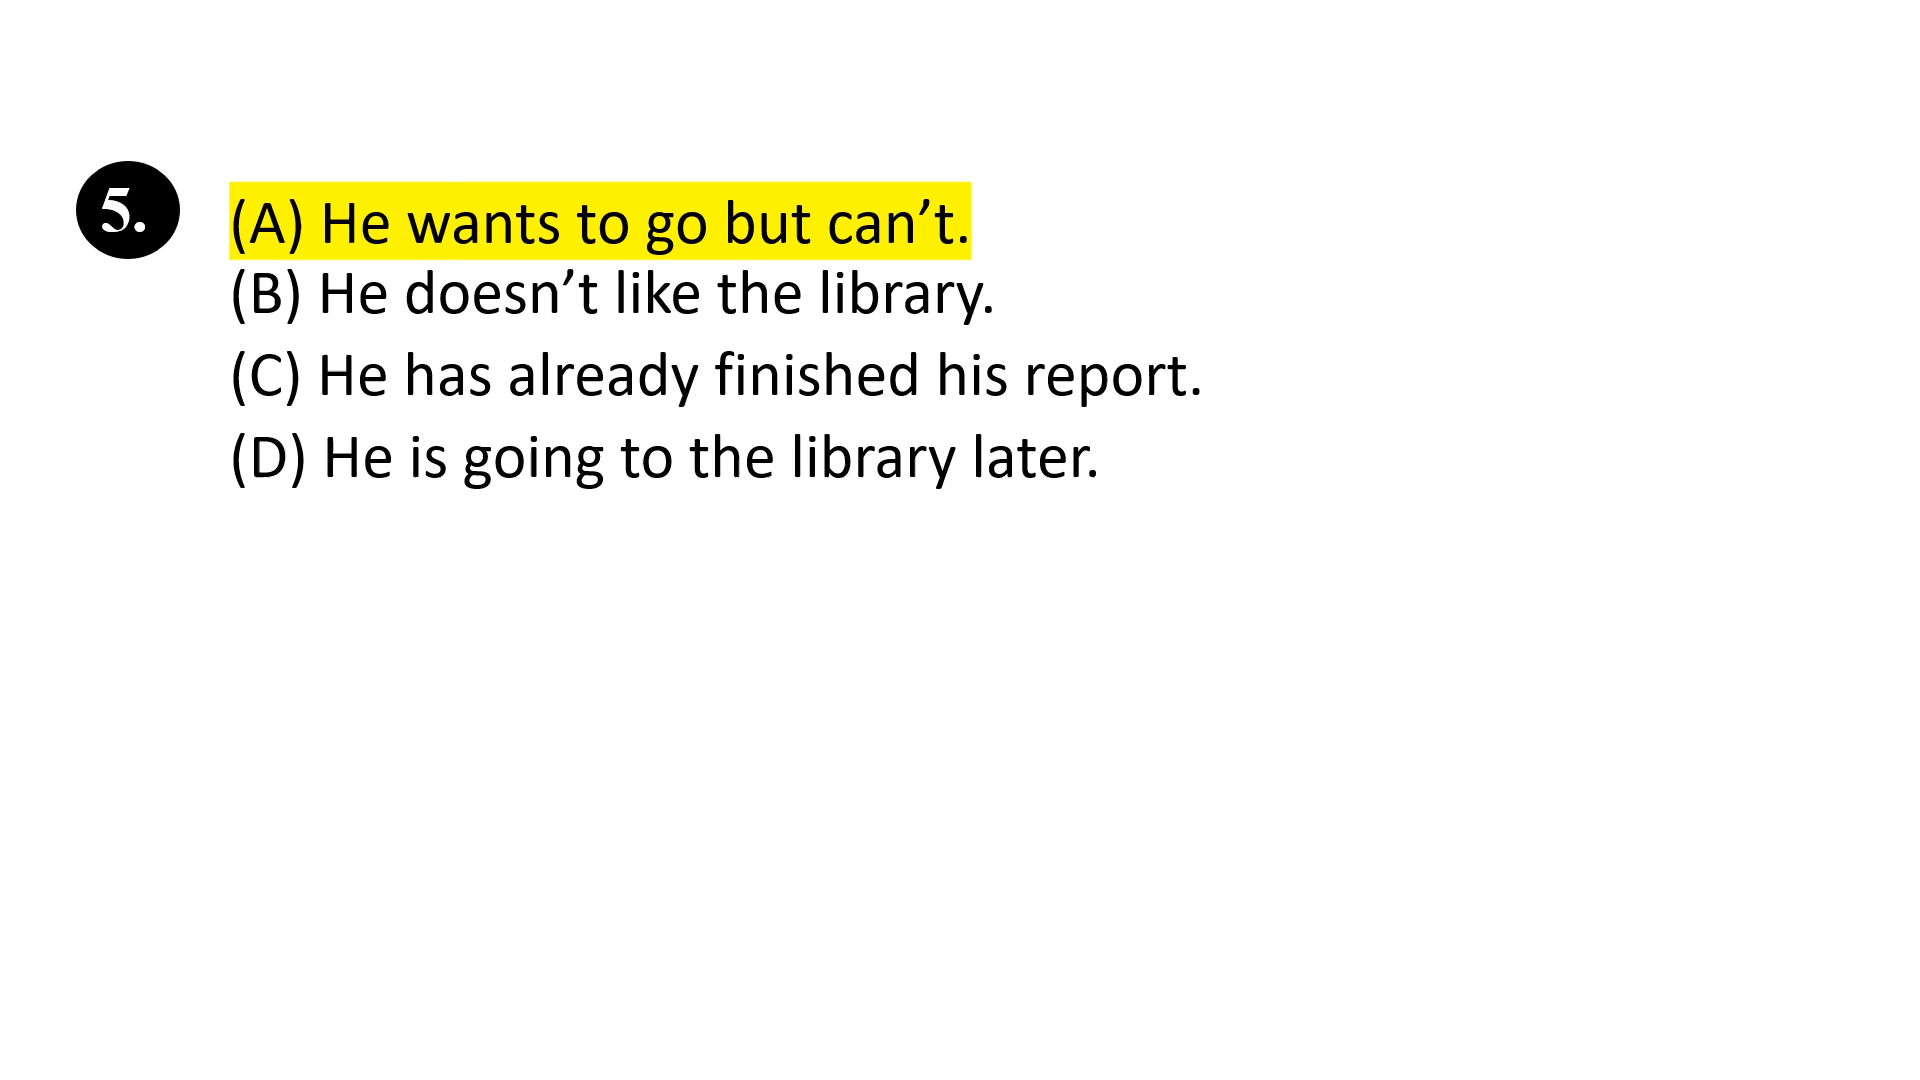 5. (A) He wants to go but can’t.
(B) He doesn’t like the library.
(C) He has already finished his report.
(D) He is going to the library later.